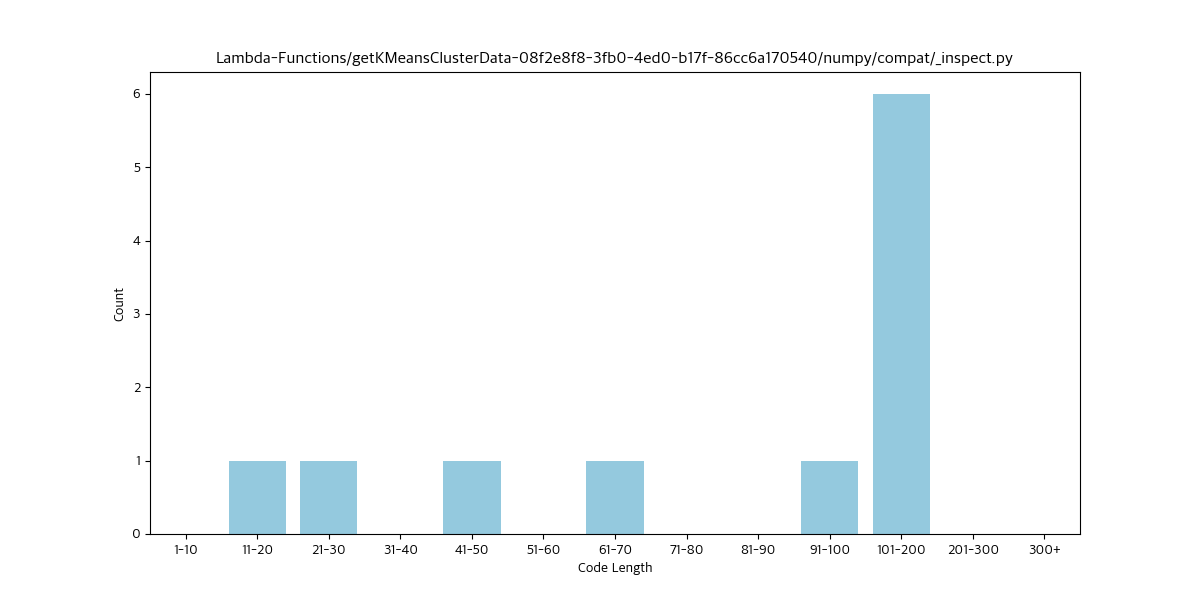 Lambda-Functions/getKMeansClusterData-08f2e8f8-3fb0-4ed0-b17f-86cc6a170540/numpy/compat/_inspect.py
6
5
4
3
2
1
0
Count
1-10 11-20 21-30 31-40 41-50 51-60 61-70 71-80 81-90 91-100 101-200 201-300 300+
Code Length